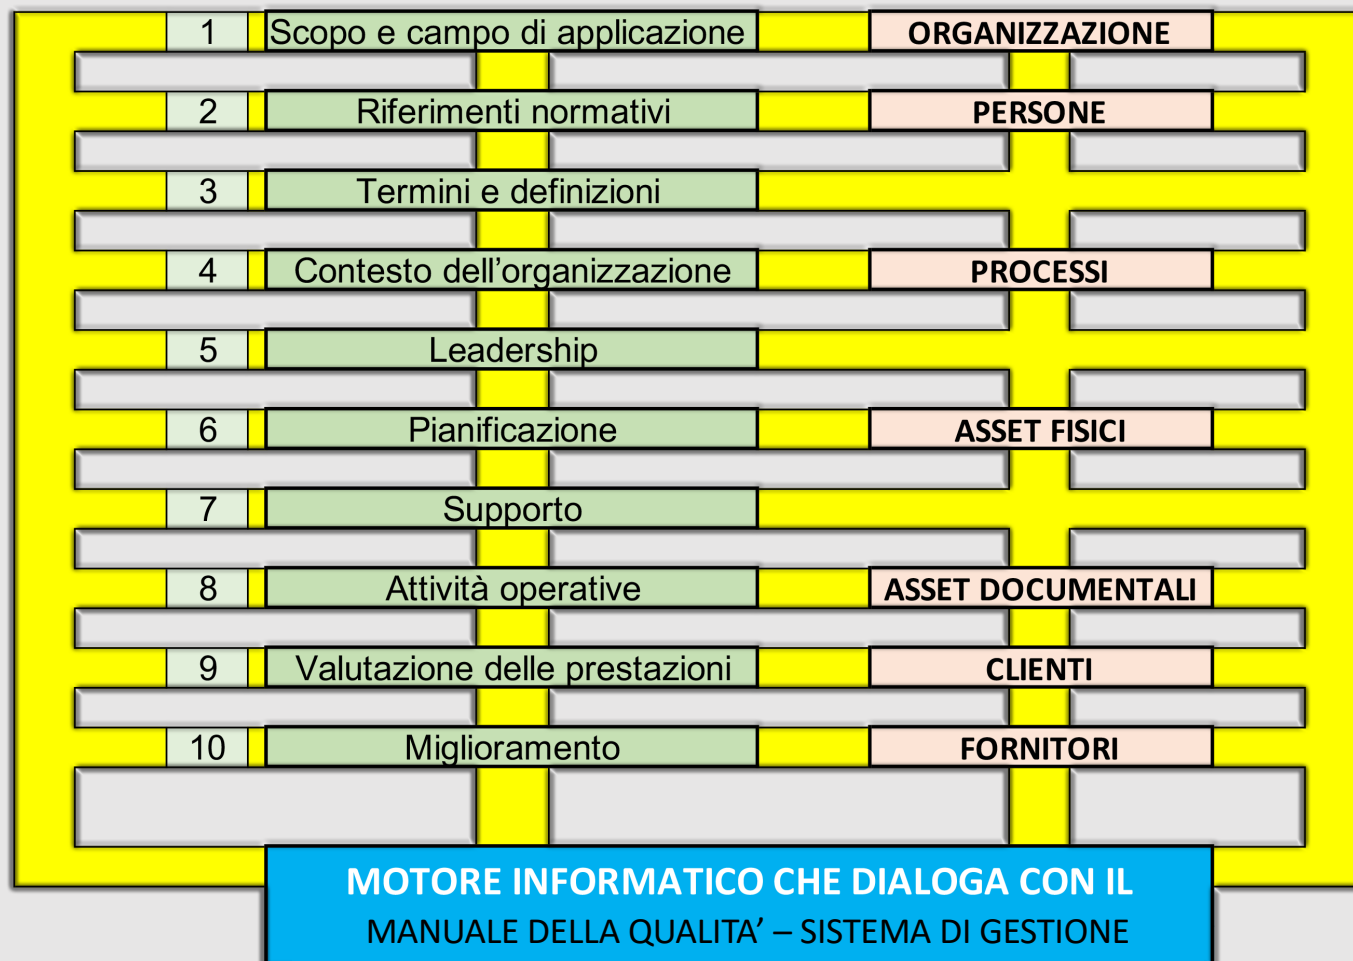 1 Scopo e campo di applicazione ORGANIZZAZIONE
2 Riferimenti normativi PERSONE
3 Termini e definizioni
4 Contesto dell’organizzazione PROCESSI
5 Leadership
6 Pianificazione ASSET FISICI
7 Supporto
8 Attività operative ASSET DOCUMENTALI
9 Valutazione delle prestazioni CLIENTI
10 Miglioramento FORNITORI
MOTORE INFORMATICO CHE DIALOGA CON IL
MANUALE DELLA QUALITA’ – SISTEMA DI GESTIONE